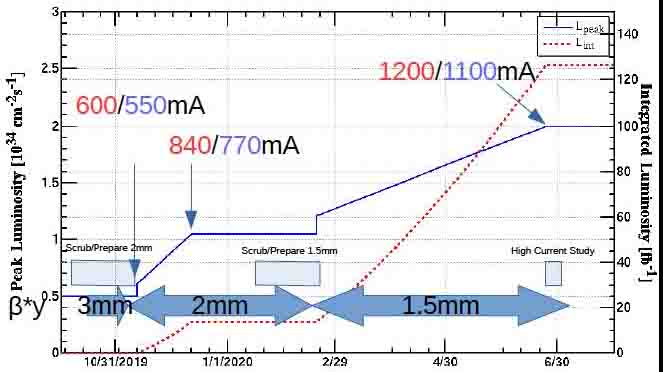 3
2.5
2
1.5
1
0.5
0
Peak Luminosity [10^34 cm^-2 s^-1]
140
120
100
80
60
40
20
0
Integrated Luminosity [fb^-1]
L_peak
L_int
1200/1100mA
600/550mA
840/770mA
Scrub/Prepare 2mm
Scrub/Prepare 1.5mm
High Current Study
β*y
3mm
2mm
1.5mm
10/31/2019
1/1/2020
2/29
4/30
6/30